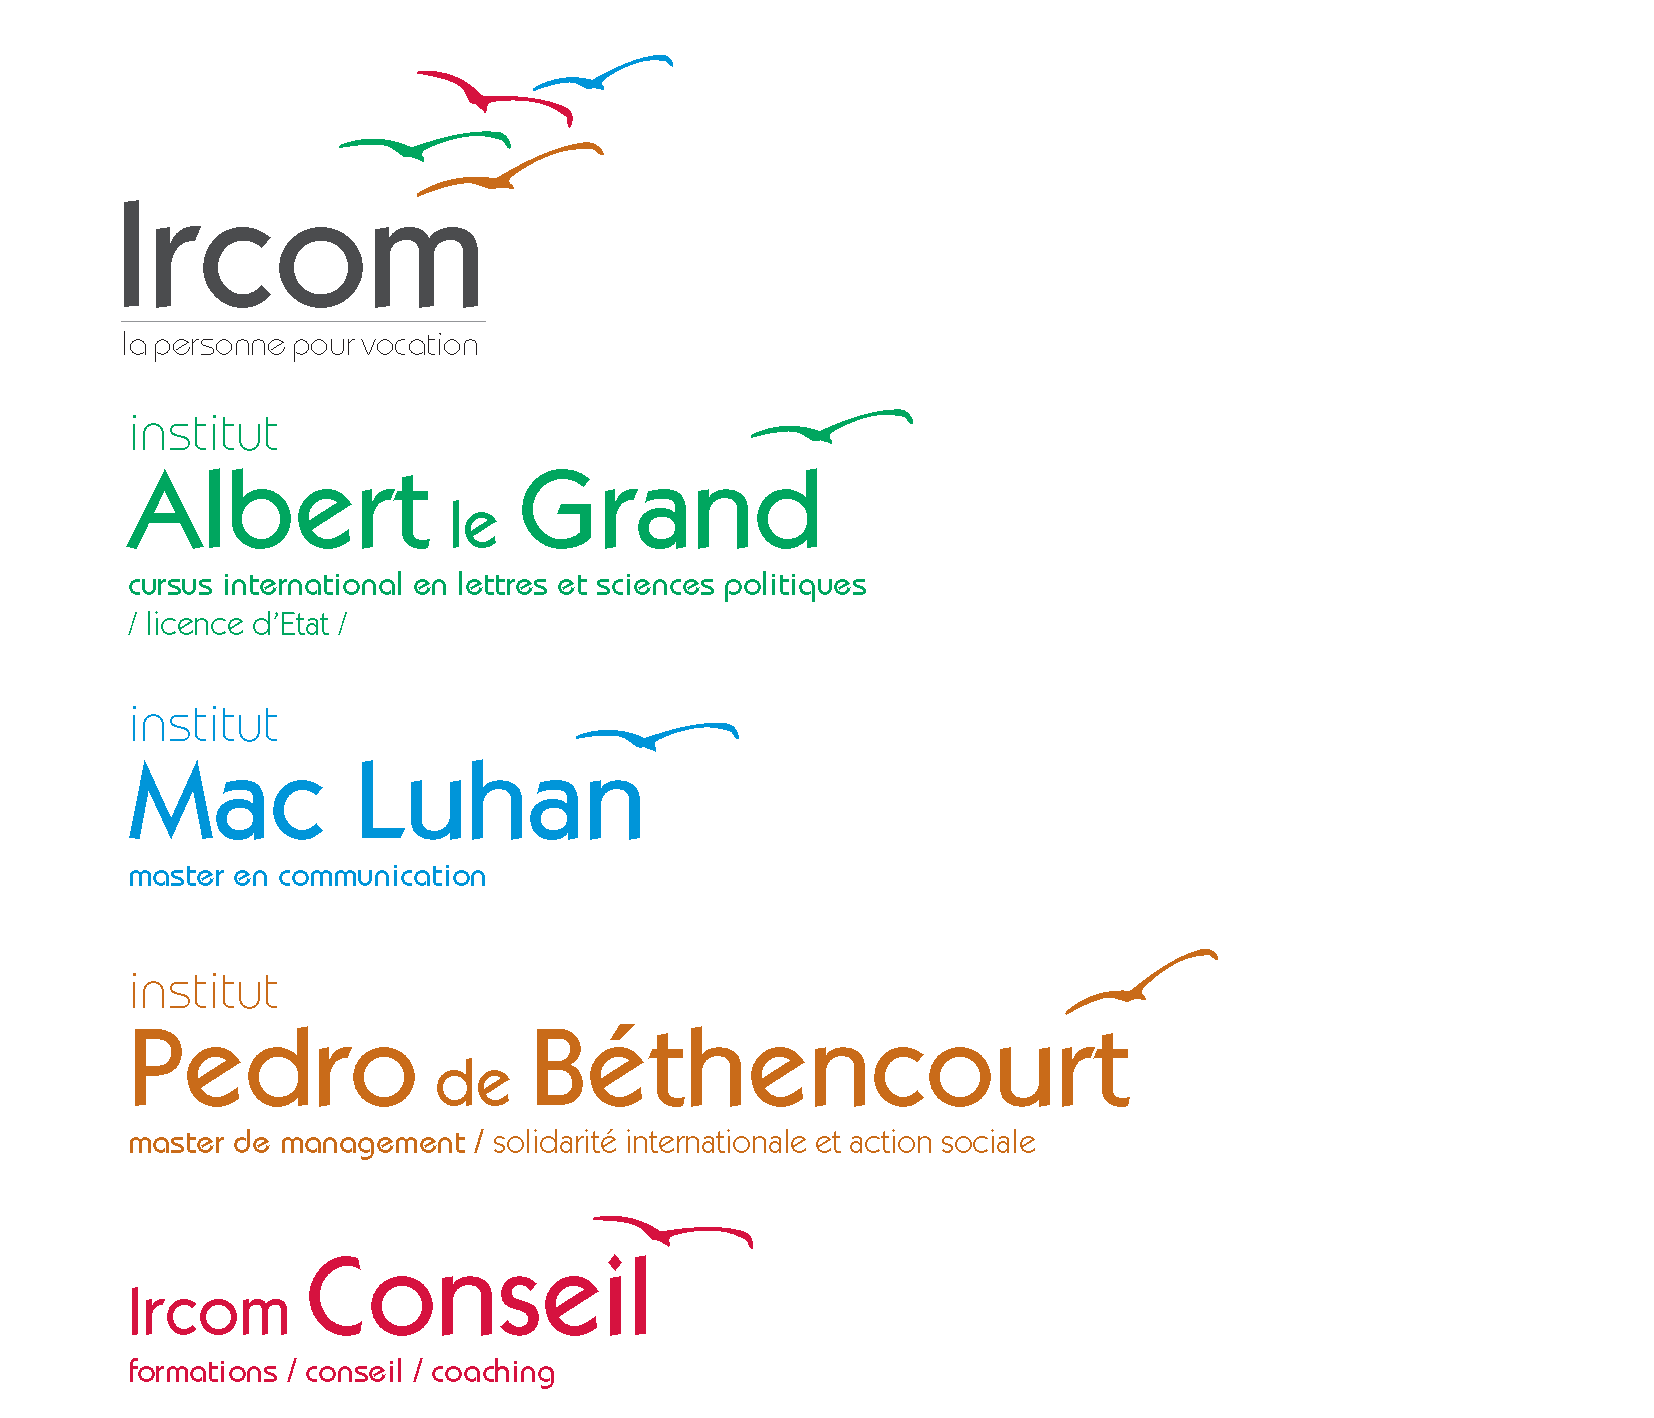 Ircom
la personne pour vocation
institut
Albert le Grand
cursus international en lettres et sciences politiques
/ licence d’Etat /
institut
Mac Luhan
master en communication
institut
Pedro de Béthencourt
master de management / solidarité internationale et action sociale
Ircom Conseil
formations / conseil / coaching